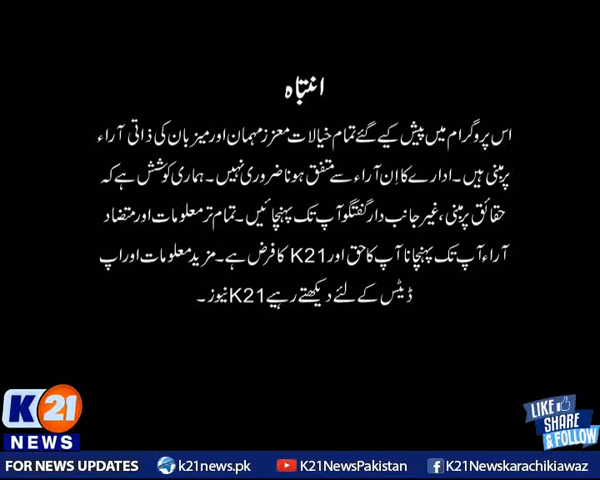 انتباہ
اس پروگرام میں پیش کیے گئے تمام خیالات معزز مہمان اور میزبان کی ذاتی آراء
پر مبنی ہیں۔ ادارے کا اِن آراء سے متفق ہونا ضروری نہیں۔ ہماری کوشش ہے کہ
حقائق پر مبنی، غیر جانب دار گفتگو آپ تک پہنچائیں۔ تمام تر معلومات اور متضاد
آراء آپ تک پہنچانا آپ کا حق اور K21 کا فرض ہے۔ مزید معلومات اور اپ
ڈیٹس کے لئے دیکھتے رہیے K21 نیوز۔
K21
NEWS
LIKE
SHARE
& FOLLOW
FOR NEWS UPDATES k21news.pk K21NewsPakistan K21Newskarachikiawaz